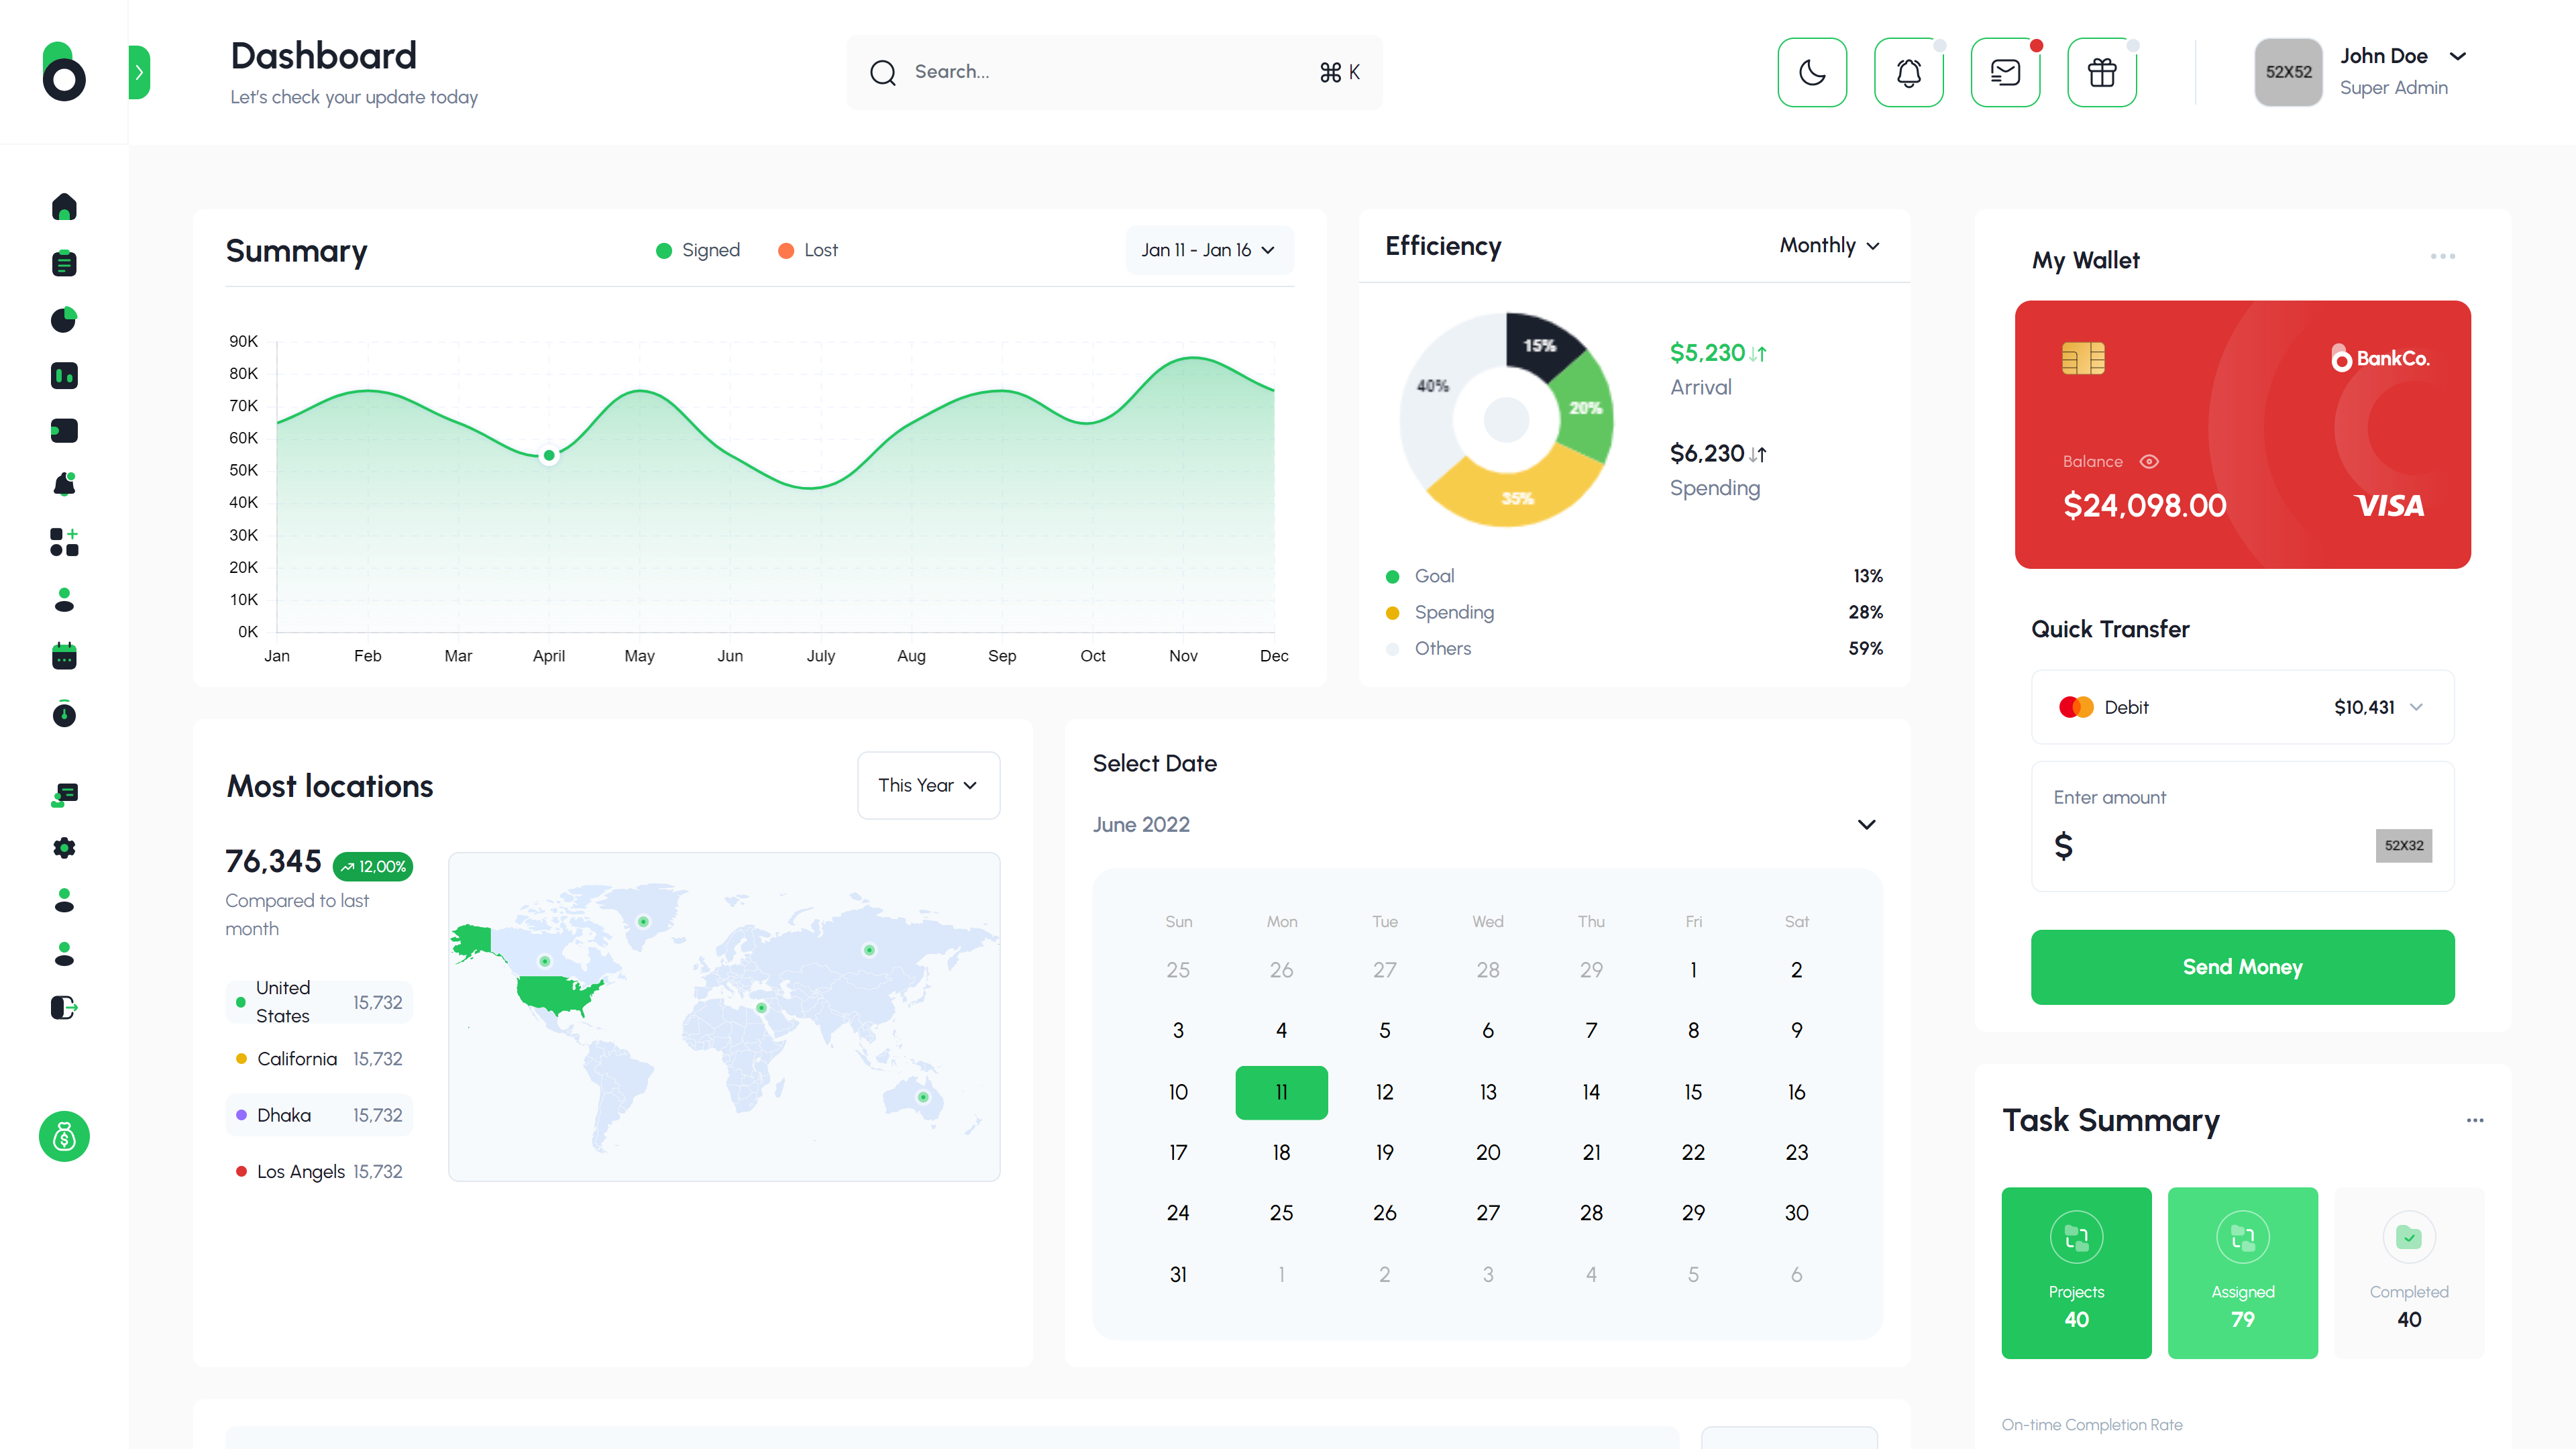 Dashboard
Let's check your update today
Search...
⌘ K
52X52
John Doe
Super Admin
Summary
Signed
Lost
Jan 11 - Jan 16
90K
80K
70K
60K
50K
40K
30K
20K
10K
0K
Jan Feb Mar April May Jun July Aug Sep Oct Nov Dec
Efficiency
Monthly
15%
20%
35%
40%
$5,230
Arrival
$6,230
Spending
Goal 13%
Spending 28%
Others 59%
My Wallet
BankCo.
Balance
$24,098.00
VISA
Quick Transfer
Debit $10,431
Enter amount
$
52X32
Send Money
Most locations
This Year
76,345
12,00%
Compared to last
month
United
States
15,732
California 15,732
Dhaka 15,732
Los Angels 15,732
Select Date
June 2022
Sun Mon Tue Wed Thu Fri Sat
25 26 27 28 29 1 2
3 4 5 6 7 8 9
10 11 12 13 14 15 16
17 18 19 20 21 22 23
24 25 26 27 28 29 30
31 1 2 3 4 5 6
Task Summary
Projects
40
Assigned
79
Completed
40
On-time Completion Rate